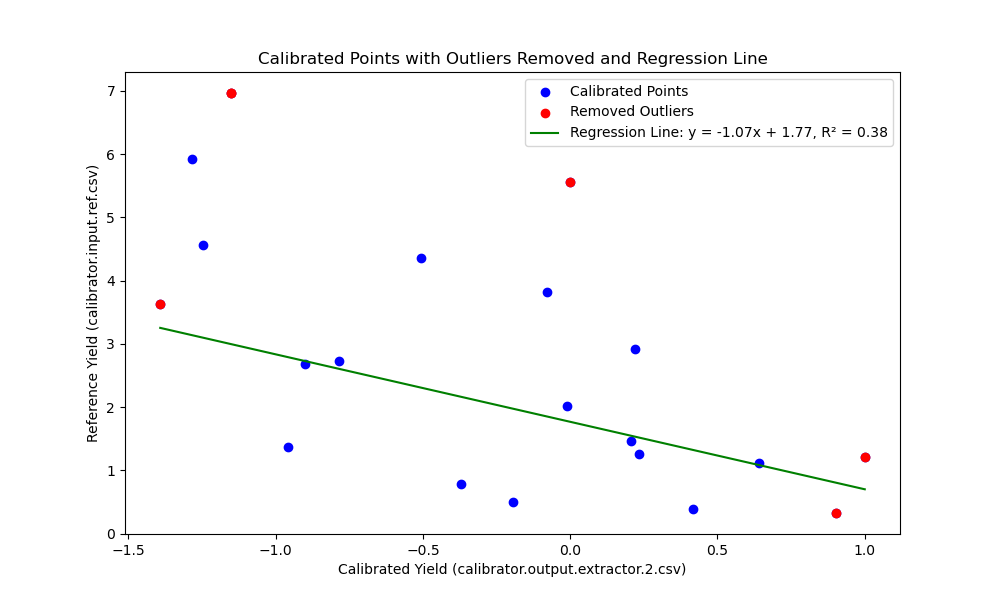 Calibrated Points with Outliers Removed and Regression Line
Calibrated Points
Removed Outliers
Regression Line: y = -1.07x + 1.77, R² = 0.38
Reference Yield (calibrator.input.ref.csv)
7
6
5
4
3
2
1
0
−1.5 −1.0 −0.5 0.0 0.5 1.0
Calibrated Yield (calibrator.output.extractor.2.csv)